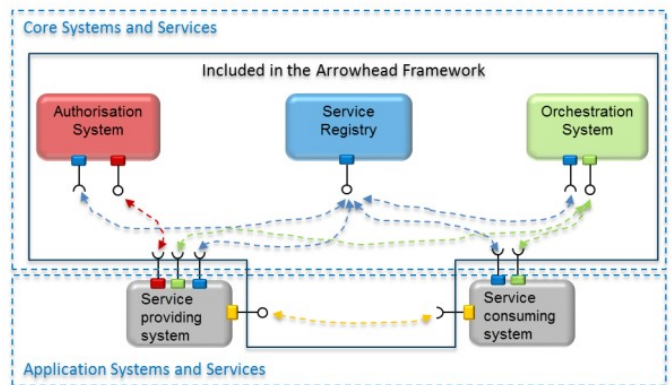 Core Systems and Services
Included in the Arrowhead Framework
Authorisation
System
Service
Registry
Orchestration
System
Service
providing
system
Service
consuming
system
Application Systems and Services